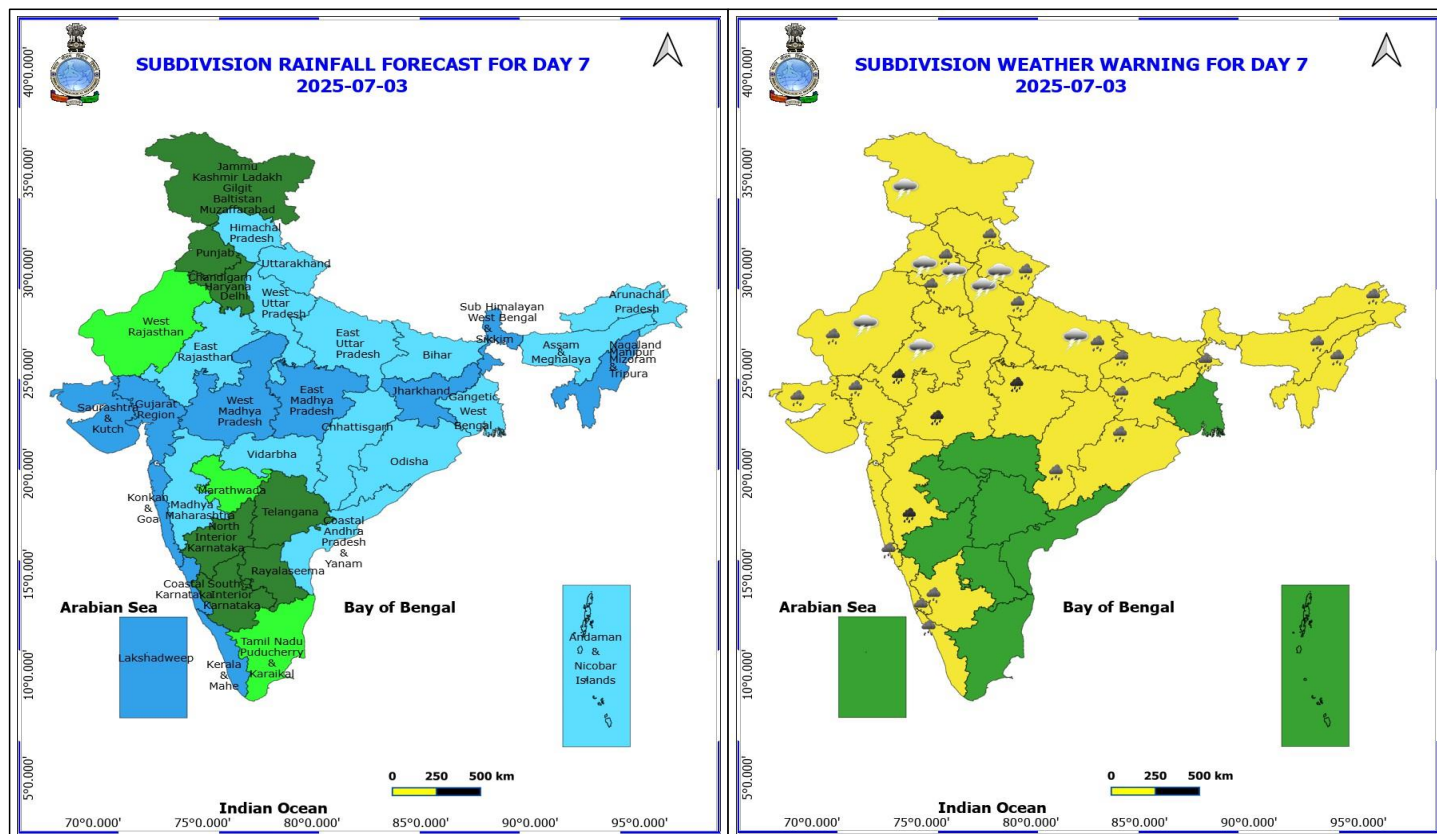 SUBDIVISION RAINFALL FORECAST FOR DAY 7
2025-07-03
40°0.000'
35°0.000'
30°0.000'
25°0.000'
20°0.000'
15°0.000'
10°0.000'
5°0.000'
Jammu
Kashmir Ladakh
Gilgit
Baltistan
Muzaffarabad
Himachal
Pradesh
Punjab
Uttarakhand
Chandigarh
Haryana
Delhi
West
Uttar
Pradesh
West
Rajasthan
East
Rajasthan
East
Uttar
Pradesh
Bihar
Sub Himalayan
West Bengal
&
Sikkim
Arunachal
Pradesh
Assam
&
Meghalaya
Nagaland
Manipur
Mizoram
&
Tripura
Saurashtra
&
Kutch
Gujarat
Region
West
Madhya
Pradesh
East
Madhya
Pradesh
Jharkhand
Gangetic
West
Bengal
Chhattisgarh
Vidarbha
Odisha
Konkan
&
Goa
Madhya
Maharashtra
Marathwada
Telangana
North
Interior
Karnataka
Coastal
Andhra
Pradesh
&
Yanam
Rayalaseema
Coastal
Karnataka
South
Interior
Karnataka
Arabian Sea
Bay of Bengal
Lakshadweep
Kerala
&
Mahe
Tamil Nadu
Puducherry
&
Karaikal
Andaman
&
Nicobar
Islands
0 250 500 km
Indian Ocean
70°0.000' 75°0.000' 80°0.000' 85°0.000' 90°0.000' 95°0.000'
SUBDIVISION WEATHER WARNING FOR DAY 7
2025-07-03
40°0.000'
35°0.000'
30°0.000'
25°0.000'
20°0.000'
15°0.000'
10°0.000'
5°0.000'
Arabian Sea
Bay of Bengal
0 250 500 km
Indian Ocean
70°0.000' 75°0.000' 80°0.000' 85°0.000' 90°0.000' 95°0.000'